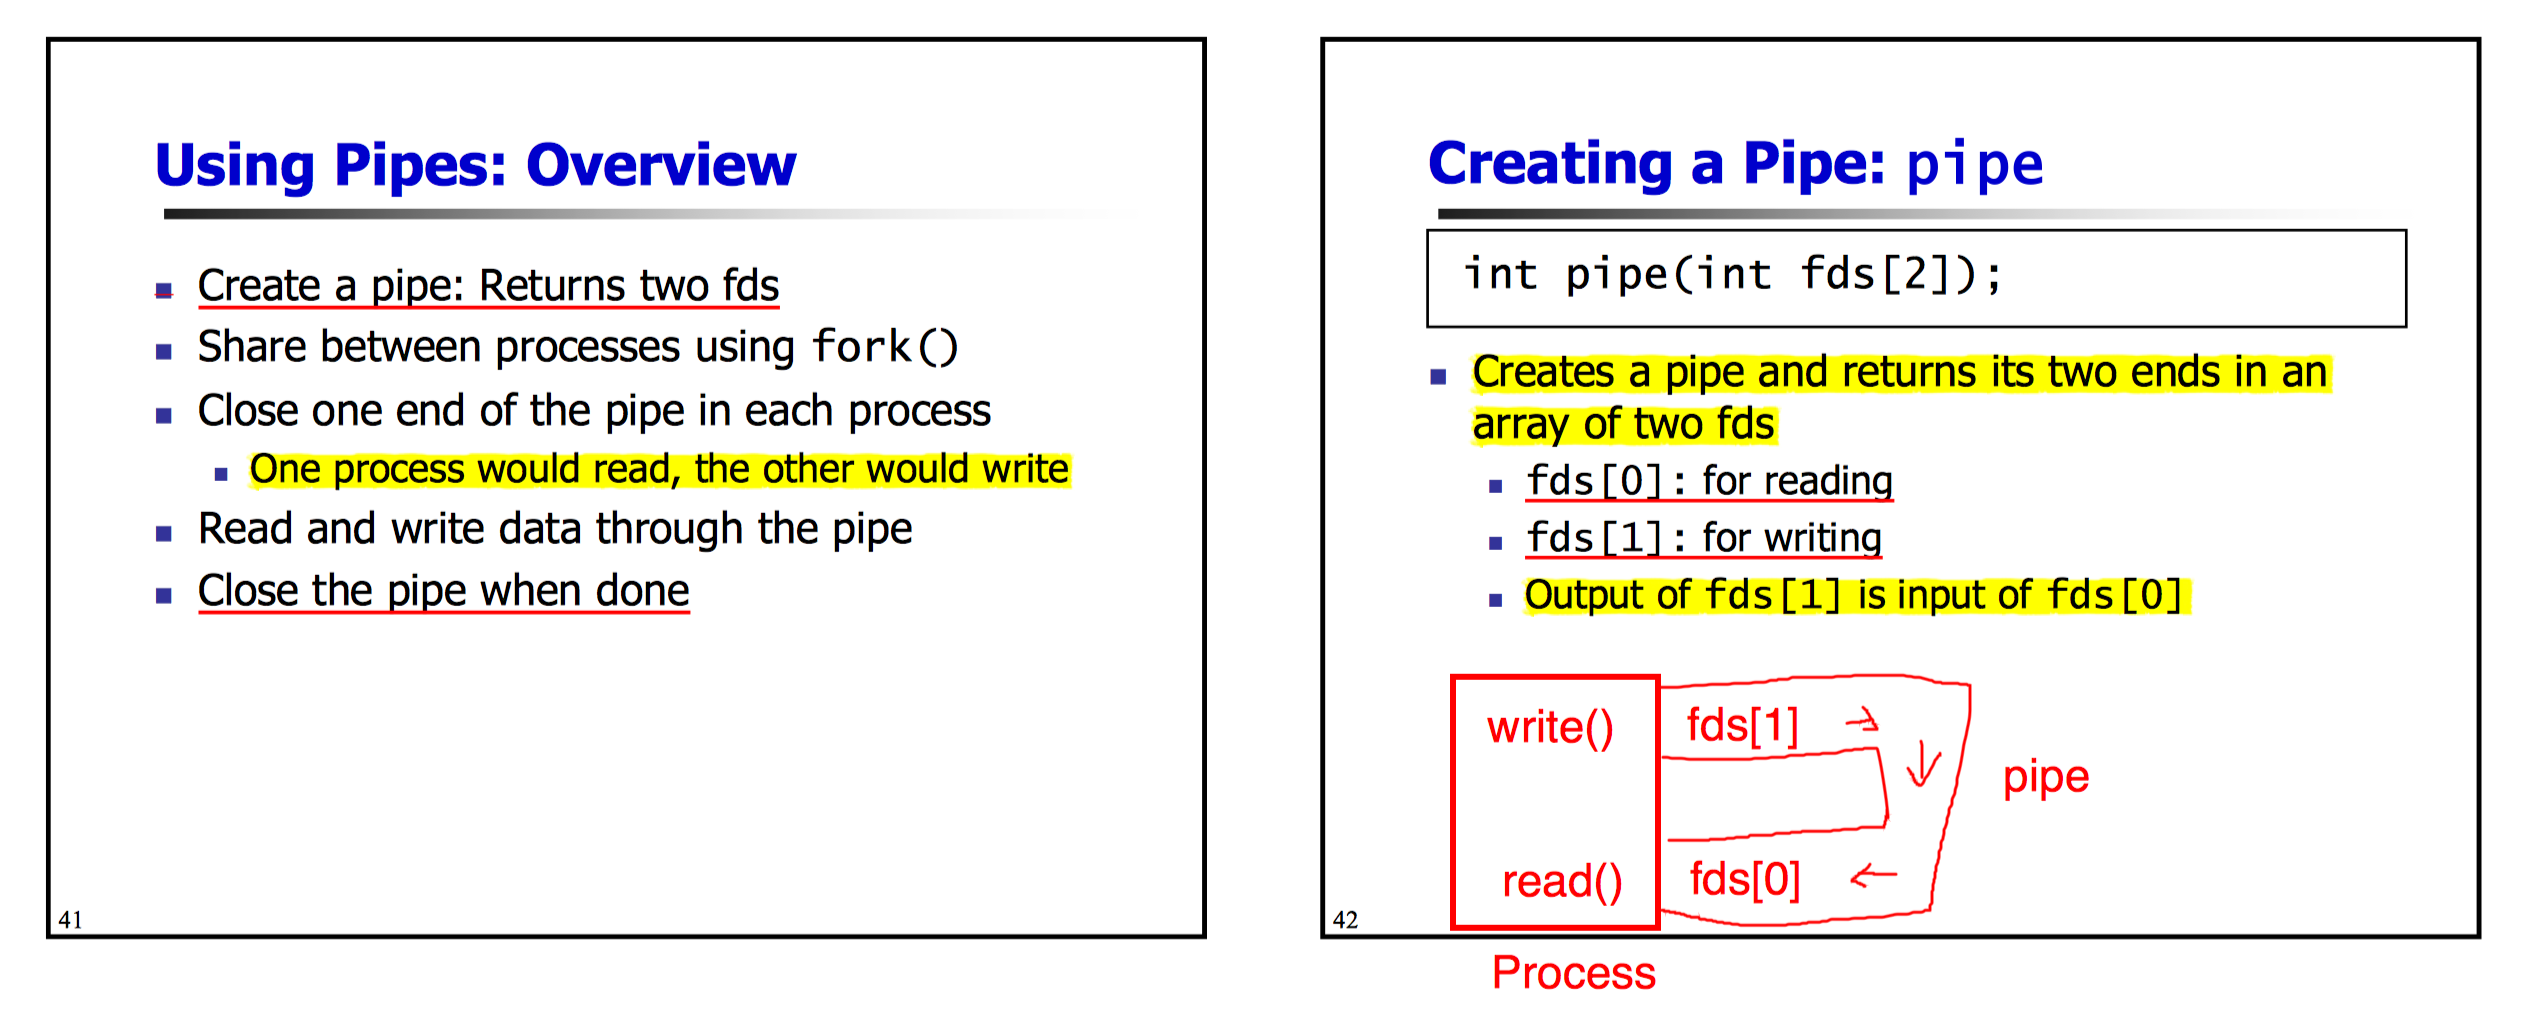 Using Pipes: Overview
Create a pipe: Returns two fds
Share between processes using fork()
Close one end of the pipe in each process
One process would read, the other would write
Read and write data through the pipe
Close the pipe when done
41
Creating a Pipe: pipe
int pipe(int fds[2]);
Creates a pipe and returns its two ends in an
array of two fds
fds[0]: for reading
fds[1]: for writing
Output of fds[1] is input of fds[0]
write() fds[1]
pipe
read() fds[0]
42
Process